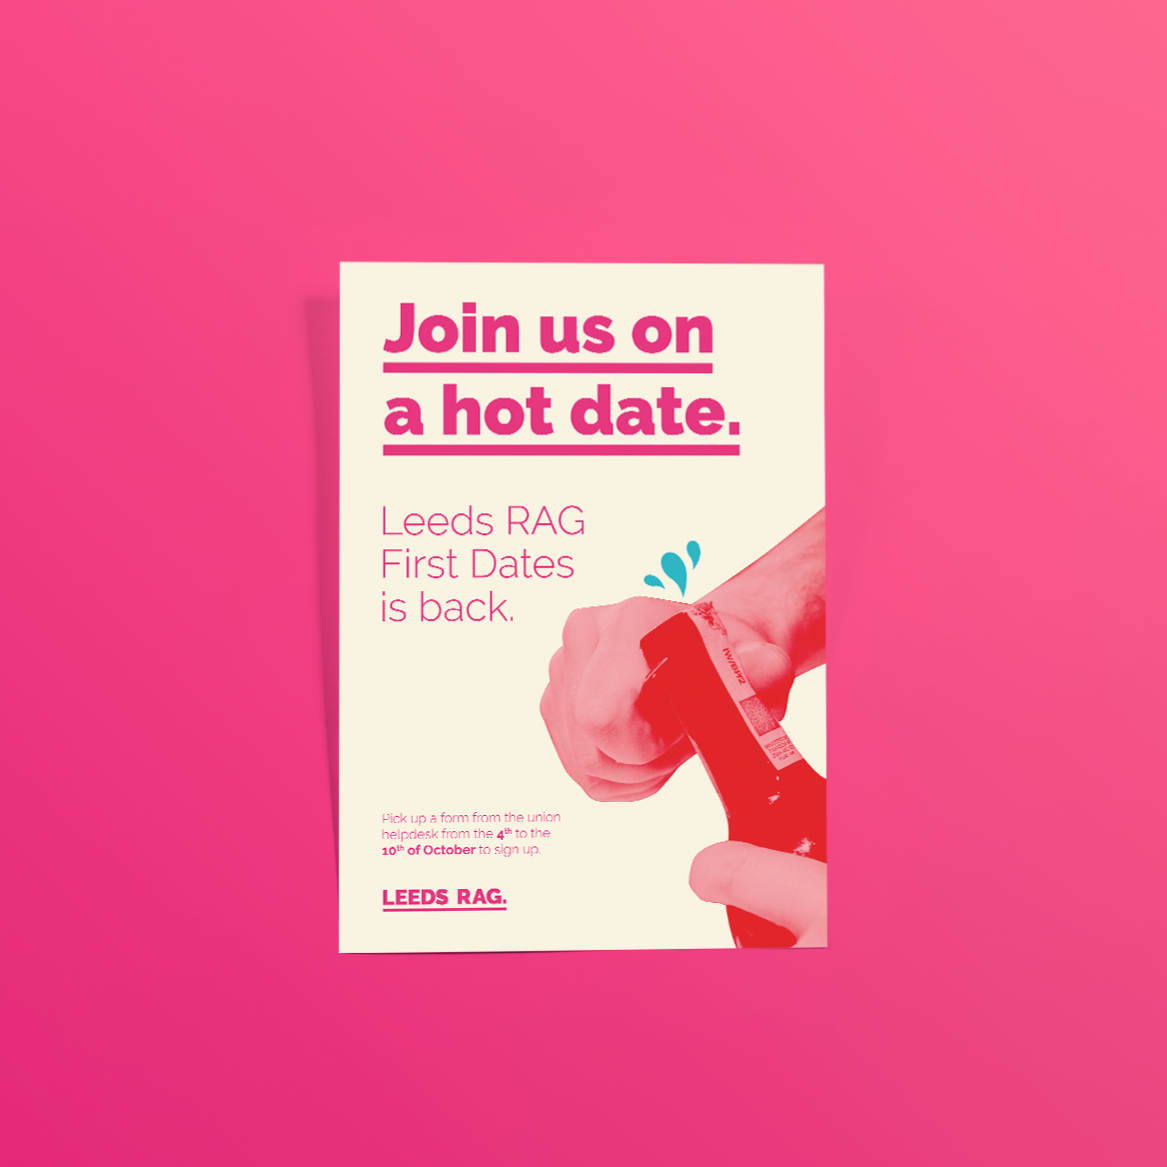 Join us on
a hot date.
Leeds RAG
First Dates
is back.
Pick up a form from the union
helpdesk from the 4th to the
10th of October to sign up.
LEEDS RAG.